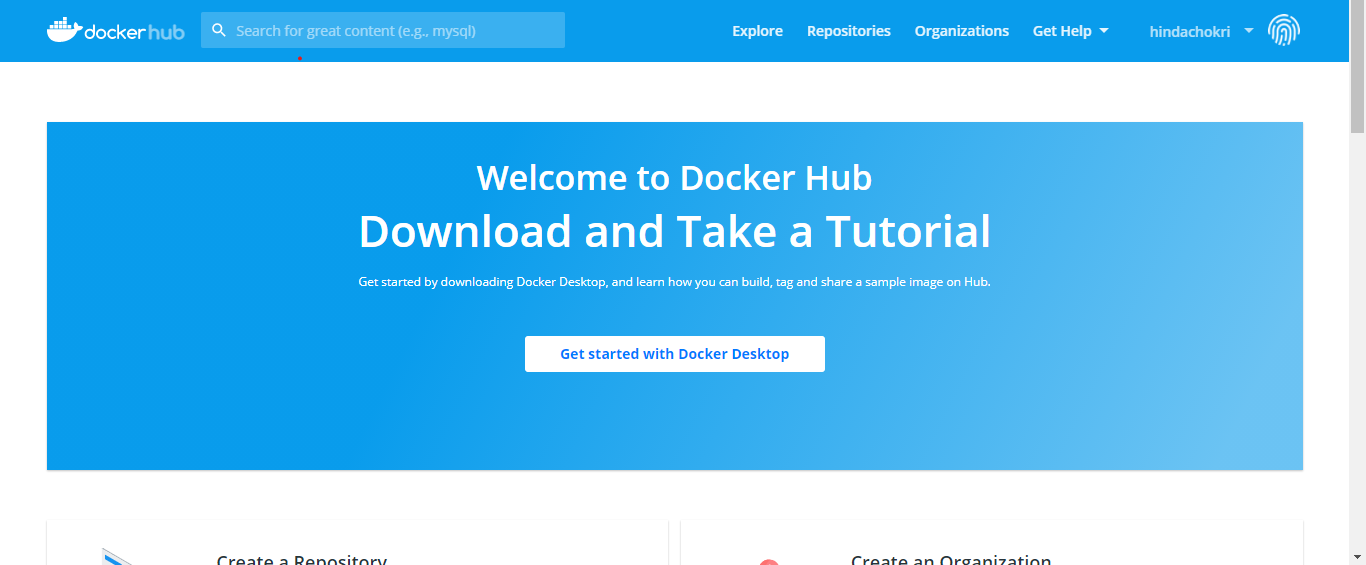 docker hub
Search for great content (e.g., mysql)
Explore
Repositories
Organizations
Get Help
hindachokri
Welcome to Docker Hub
Download and Take a Tutorial
Get started by downloading Docker Desktop, and learn how you can build, tag and share a sample image on Hub.
Get started with Docker Desktop
Create a Repository
Create an Organization